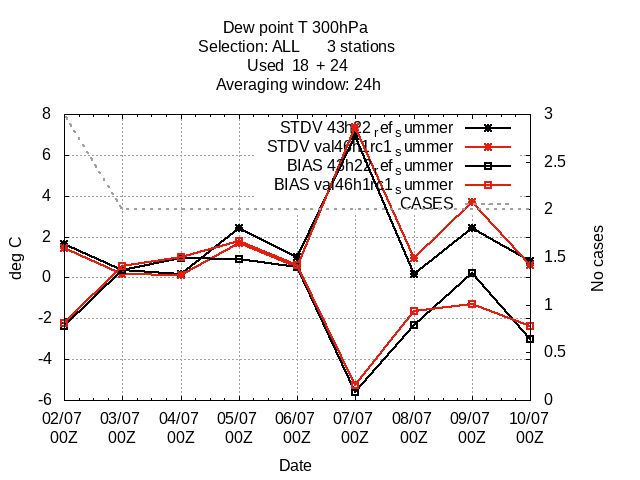 Dew point T 300hPa
Selection: ALL 3 stations
Used 18 + 24
Averaging window: 24h
8 3
STDV 43h22_ref_summer
STDV val46h1rc1_summer
BIAS 43h22_ref_summer
BIAS val46h1rc1_summer
CASES
6 2.5
4 2
2 1.5
0 1
-2 0.5
-4 0
-6
deg C
No cases
02/07 03/07 04/07 05/07 06/07 07/07 08/07 09/07 10/07
00Z 00Z 00Z 00Z 00Z 00Z 00Z 00Z 00Z
Date